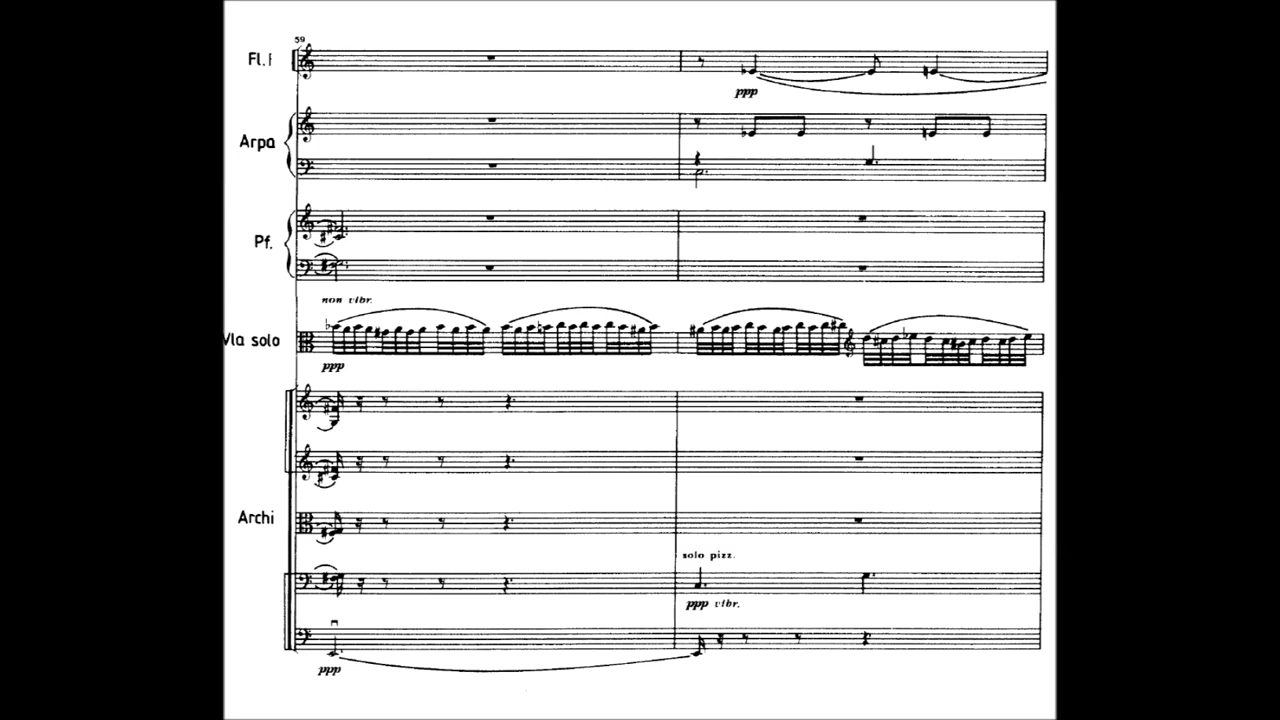 59
Fl. I
ppp
Arpa
Pf.
non vibr.
Vla solo
ppp
Archi
solo pizz.
ppp vibr.
ppp